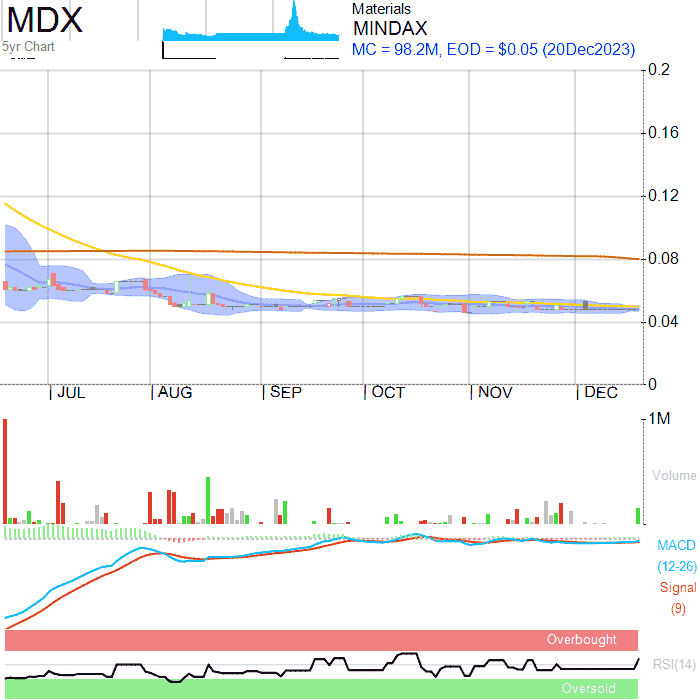 MDX
5yr Chart
Materials
MINDAX
MC = 98.2M, EOD = $0.05 (20Dec2023)
0.2
0.16
0.12
0.08
0.04
0
JUL
AUG
SEP
OCT
NOV
DEC
1M
Volume
MACD
(12-26)
Signal
(9)
Overbought
RSI(14)
Oversold